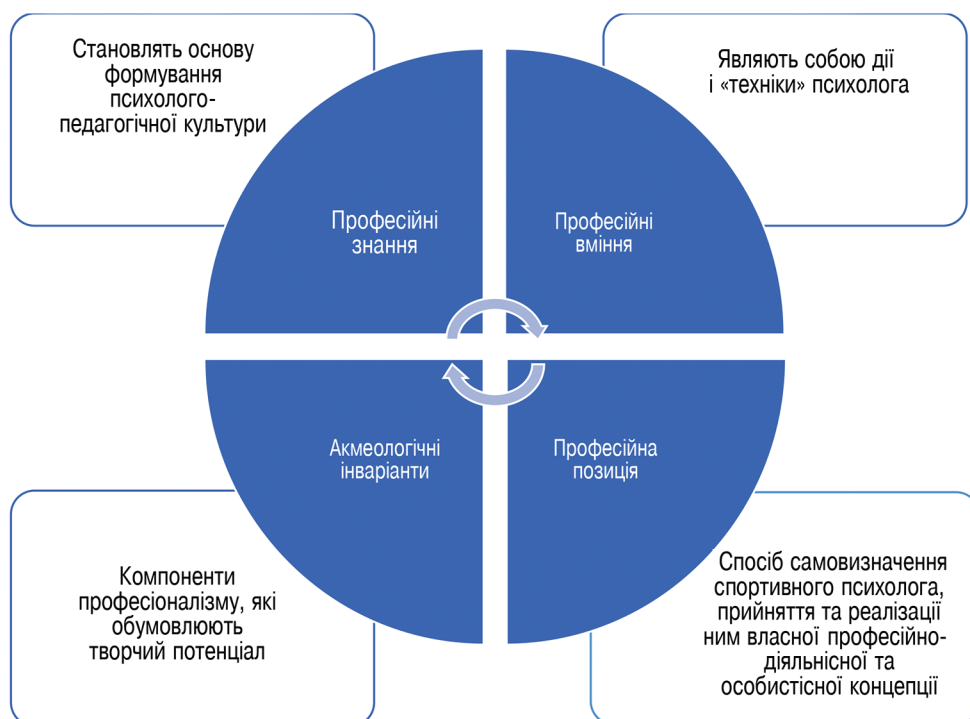 Становлять основу
формування
психолого-
педагогічної культури
Являють собою дії
і «техніки» психолога
Професійні
знання
Професійні
вміння
Акмеологічні
інваріанти
Професійна
позиція
Компоненти
професіоналізму, які
обумовлюють
творчий потенціал
Спосіб самовизначення
спортивного психолога,
прийняття та реалізації
ним власної професійно-
діяльнісної та
особистісної концепції